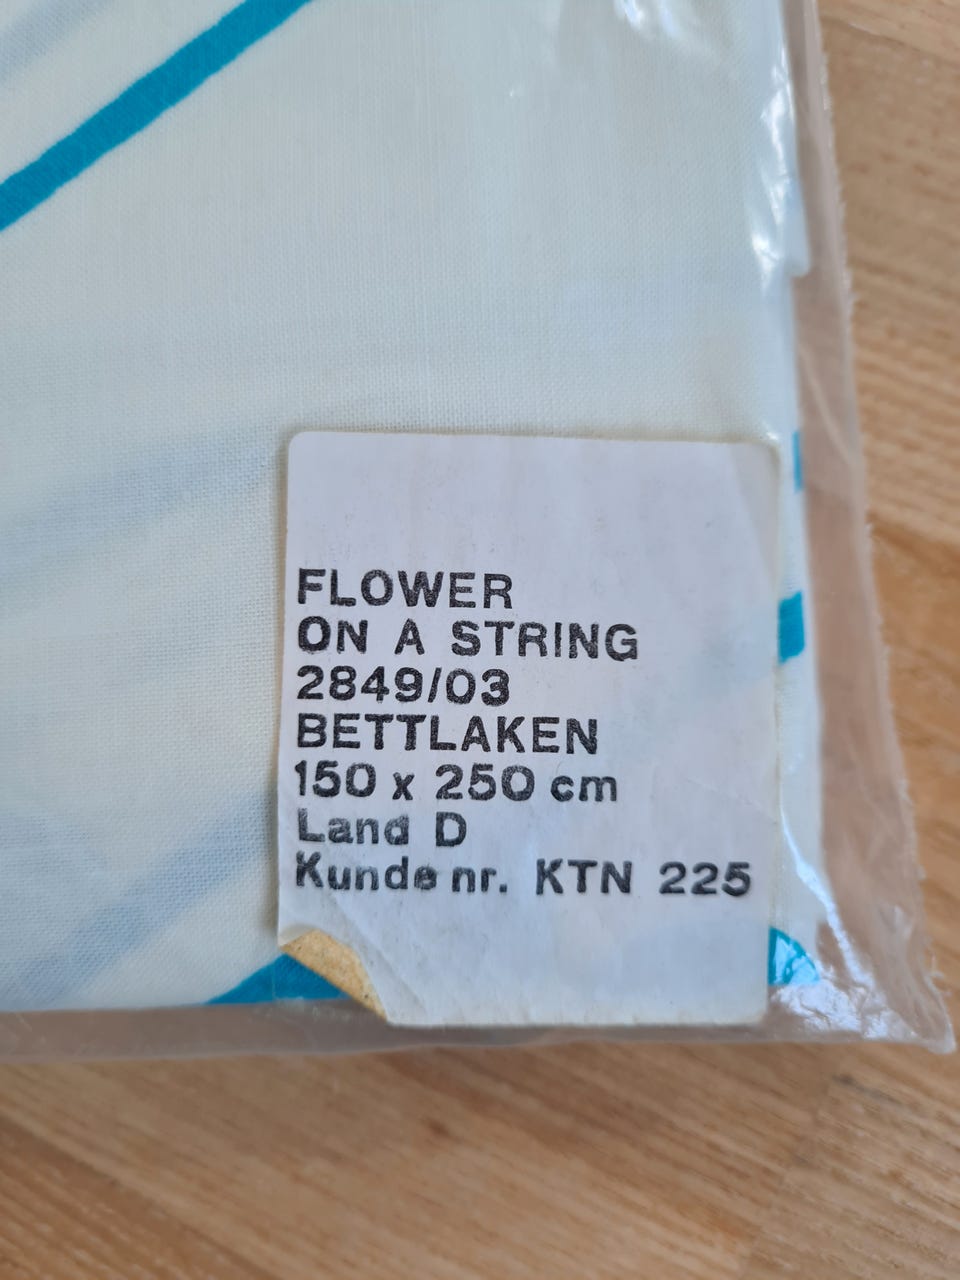 FLOWER
ON A STRING
2849/03
BETTLAKEN
150 x 250 cm
Land D
Kunde nr. KTN 225